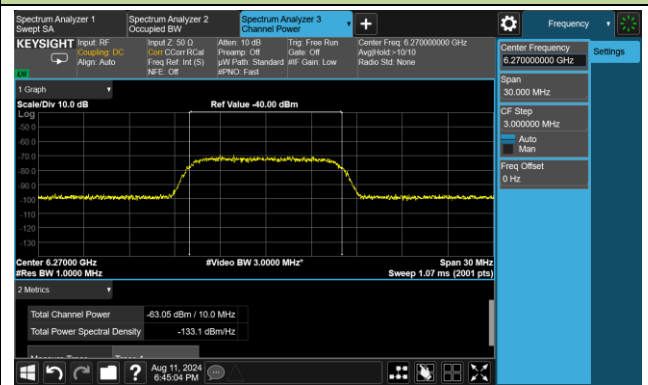 Spectrum Analyzer 1
Swept SA
Spectrum Analyzer 2
Occupied BW
Spectrum Analyzer 3
Channel Power
Frequency
KEYSIGHT
Input: RF
Coupling: DC
Align: Auto
Input Z: 50 Ω
Corr CCorr RCal
Freq Ref: Int (S)
NFE: Off
Atten: 10 dB
Preamp: Off
µW Path: Standard
#PNO: Fast
Trig: Free Run
Gate: Off
#IF Gain: Low
Center Freq: 6.270000000 GHz
Avg|Hold:>10/10
Radio Std: None
Center Frequency
6.270000000 GHz
Settings
Span
30.000 MHz
CF Step
3.000000 MHz
Auto
Man
Freq Offset
0 Hz
1 Graph
Scale/Div 10.0 dB
Ref Value -40.00 dBm
Log
-50.0
-60.0
-70.0
-80.0
-90.0
-100
-110
-120
-130
Center 6.27000 GHz
#Video BW 3.0000 MHz*
Span 30 MHz
#Res BW 1.0000 MHz
Sweep 1.07 ms (2001 pts)
2 Metrics
Total Channel Power
-63.05 dBm / 10.0 MHz
Total Power Spectral Density
-133.1 dBm/Hz
Aug 11, 2024
6:45:04 PM